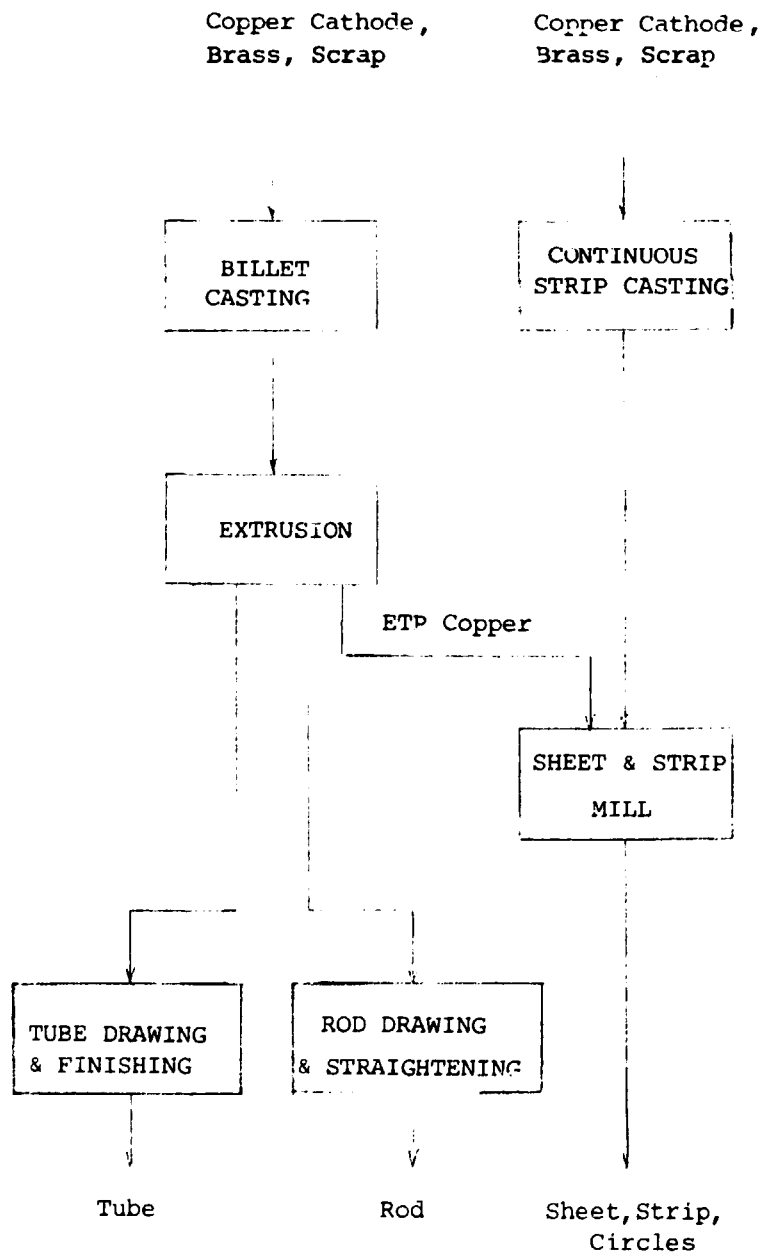 Copper Cathode,
Brass, Scrap
Copper Cathode,
Brass, Scrap
BILLET
CASTING
CONTINUOUS
STRIP CASTING
EXTRUSION
ETP Copper
SHEET & STRIP
MILL
TUBE DRAWING
& FINISHING
ROD DRAWING
& STRAIGHTENING
Tube
Rod
Sheet, Strip,
Circles